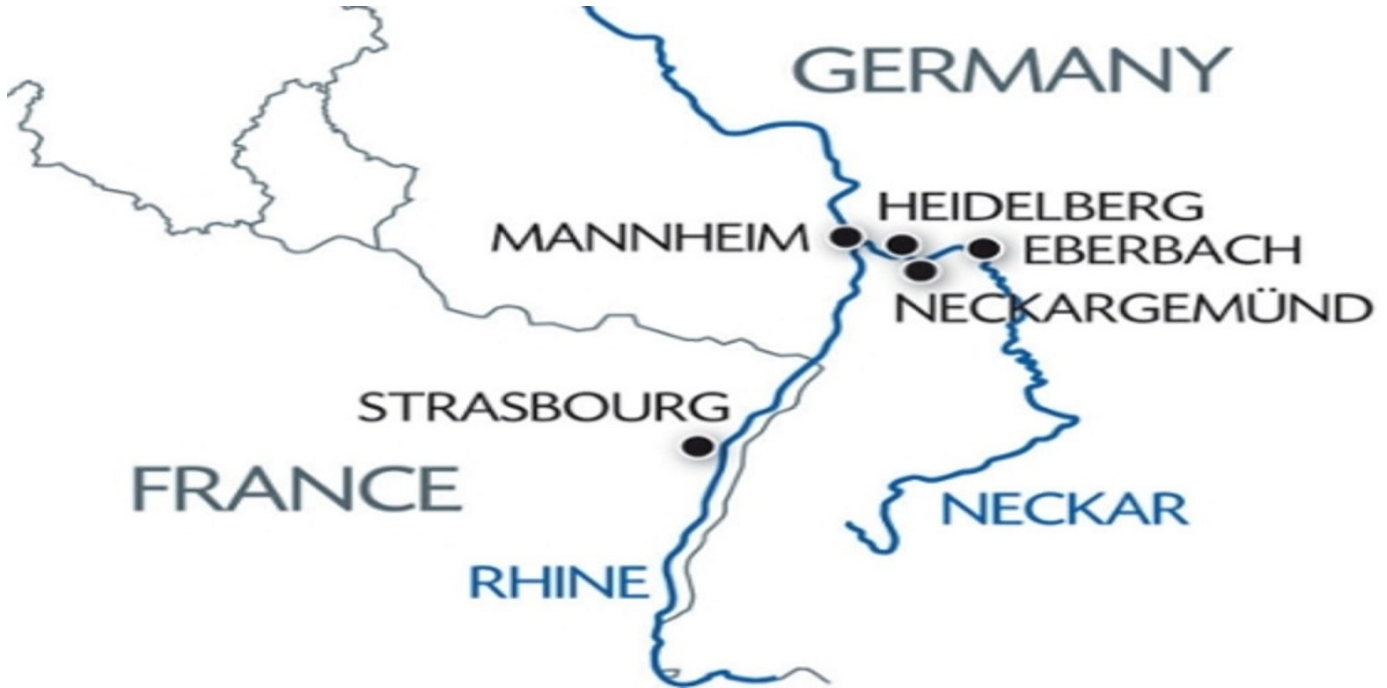 GERMANY
HEIDELBERG
MANNHEIM
EBERBACH
NECKARGEMÜND
STRASBOURG
FRANCE
NECKAR
RHINE